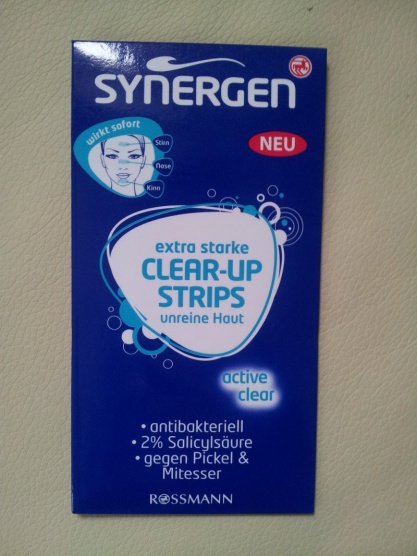 SYNERGEN
wirkt sofort
Stirn
Nase
Kinn
NEU
extra starke
CLEAR-UP
STRIPS
unreine Haut
active
clear
• antibakteriell
• 2% Salicylsäure
• gegen Pickel &
Mitesser
ROSSMANN